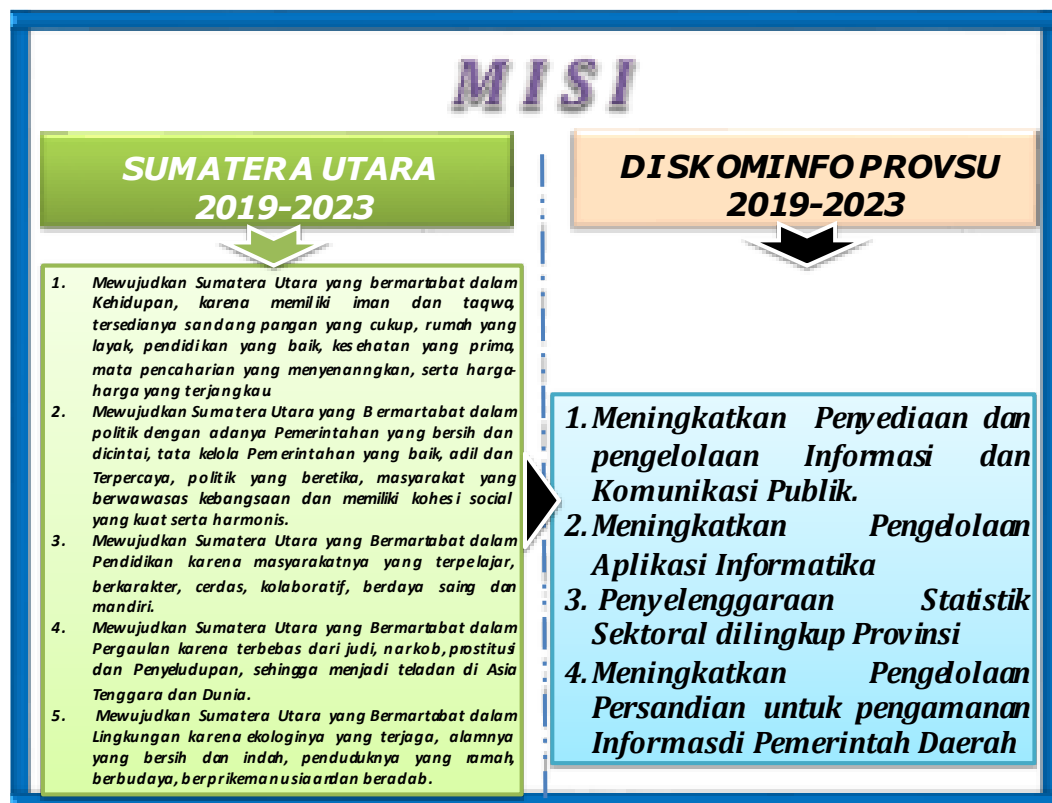 MISI
SUMATERA UTARA
2019-2023
1. Mewujudkan Sumatera Utara yang bermartabat dalam
Kehidupan, karena memiliki iman dan taqwa,
tersedianya sandang pangan yang cukup, rumah yang
layak, pendidikan yang baik, kesehatan yang prima,
mata pencaharian yang menyenanngkan, serta harga-
harga yang terjangkau
2. Mewujudkan Sumatera Utara yang Bermartabat dalam
politik dengan adanya Pemerintahan yang bersih dan
dicintai, tata kelola Pemerintahan yang baik, adil dan
Terpercaya, politik yang beretika, masyarakat yang
berwawasas kebangsaan dan memiliki kohesi social
yang kuat serta harmonis.
3. Mewujudkan Sumatera Utara yang Bermartabat dalam
Pendidikan karena masyarakatnya yang terpelajar,
berkarakter, cerdas, kolaboratif, berdaya saing dan
mandiri.
4. Mewujudkan Sumatera Utara yang Bermartabat dalam
Pergaulan karena terbebas dari judi, narkob, prostitusi
dan Penyeludupan, sehingga menjadi teladan di Asia
Tenggara dan Dunia.
5. Mewujudkan Sumatera Utara yang Bermartabat dalam
Lingkungan karena ekologinya yang terjaga, alamnya
yang bersih dan indah, penduduknya yang ramah,
berbudaya, berprikemanusiaan dan beradab.
DISKOMINFO PROVSU
2019-2023
1. Meningkatkan Penyediaan dan
pengelolaan Informasi dan
Komunikasi Publik.
2. Meningkatkan Pengelolaan
Aplikasi Informatika
3. Penyelenggaraan Statistik
Sektoral dilingkup Provinsi
4. Meningkatkan Pengelolaan
Persandian untuk pengamanan
Informasdi Pemerintah Daerah